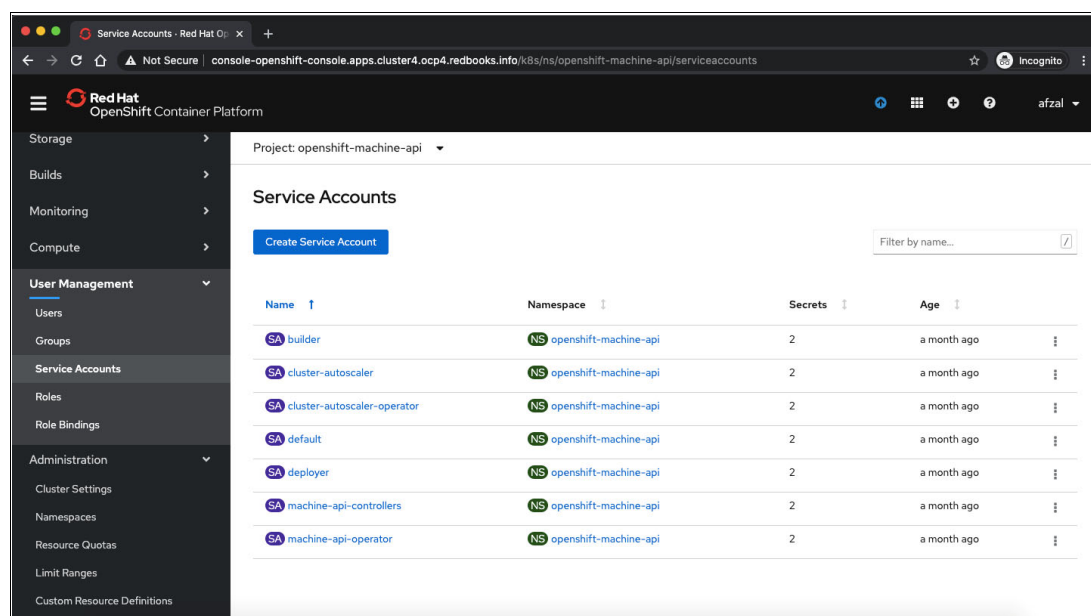 Service Accounts · Red Hat Op × +
Not Secure | console-openshift-console.apps.cluster4.ocp4.redbooks.info/k8s/ns/openshift-machine-api/serviceaccounts Incognito
Red Hat
OpenShift Container Platform
afzal
Storage
Builds
Monitoring
Compute
User Management
Users
Groups
Service Accounts
Roles
Role Bindings
Administration
Cluster Settings
Namespaces
Resource Quotas
Limit Ranges
Custom Resource Definitions
Project: openshift-machine-api
Service Accounts
Create Service Account
Filter by name... /
Name Namespace Secrets Age
SA builder NS openshift-machine-api 2 a month ago
SA cluster-autoscaler NS openshift-machine-api 2 a month ago
SA cluster-autoscaler-operator NS openshift-machine-api 2 a month ago
SA default NS openshift-machine-api 2 a month ago
SA deployer NS openshift-machine-api 2 a month ago
SA machine-api-controllers NS openshift-machine-api 2 a month ago
SA machine-api-operator NS openshift-machine-api 2 a month ago